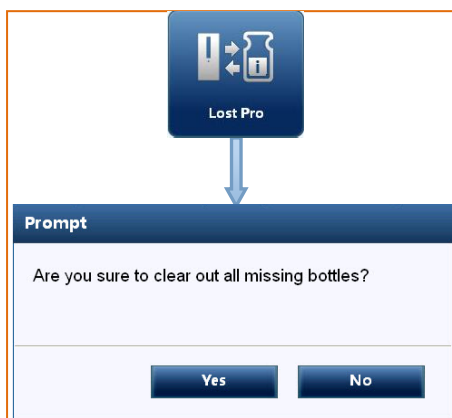 i
Lost Pro
Prompt
Are you sure to clear out all missing bottles?
Yes No